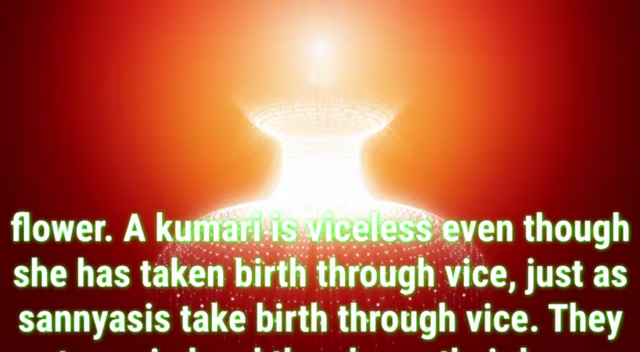 flower. A kumari is viceless even though
she has taken birth through vice, just as
sannyasis take birth through vice. They